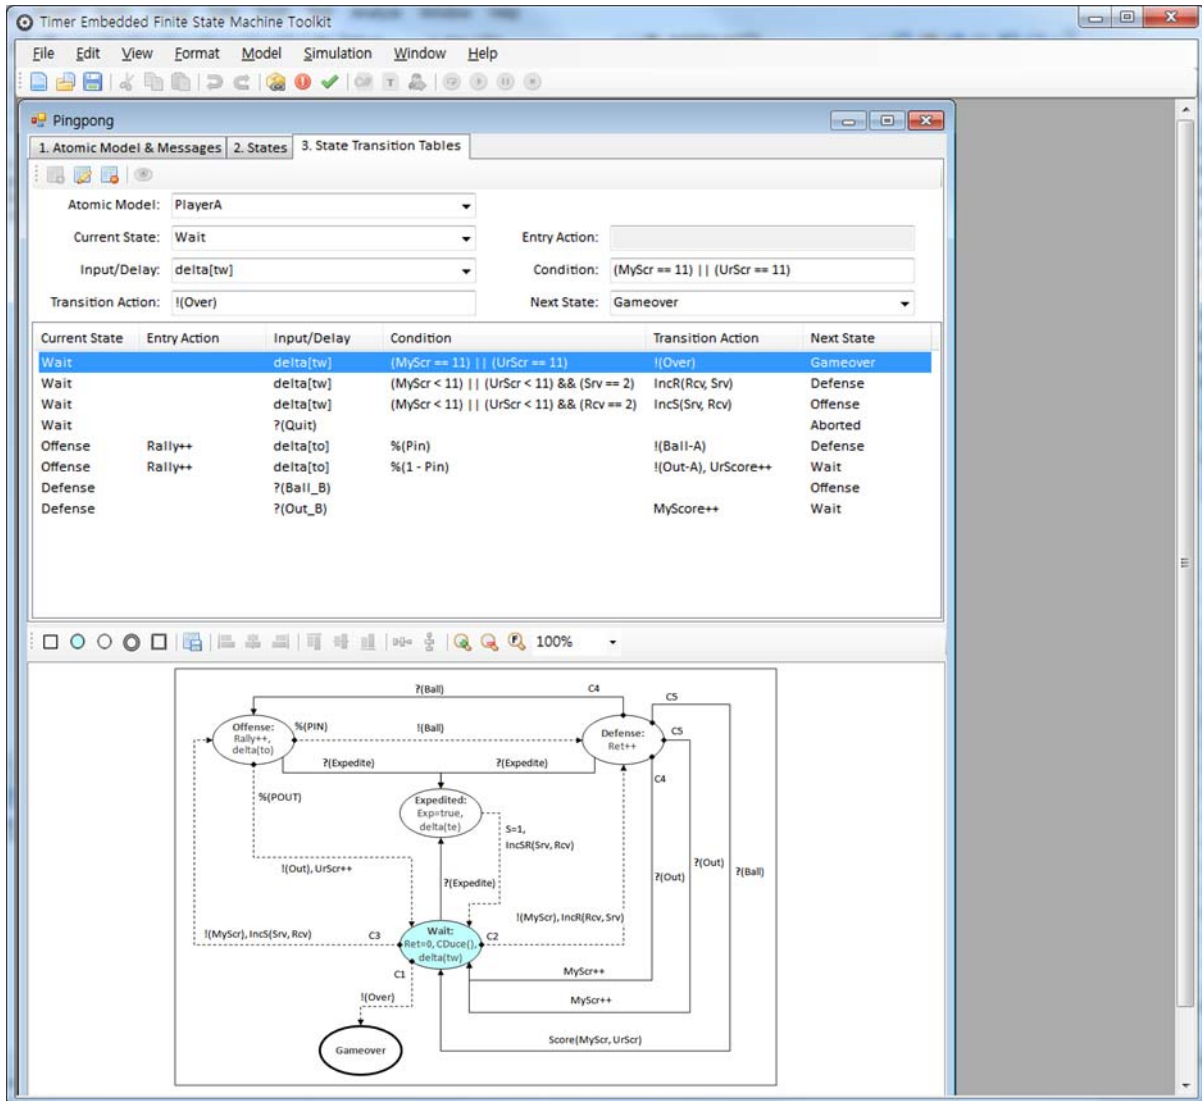 Timer Embedded Finite State Machine Toolkit
File Edit View Format Model Simulation Window Help
Pingpong
1. Atomic Model & Messages 2. States 3. State Transition Tables
Atomic Model: PlayerA
Current State: Wait Entry Action:
Input/Delay: delta[tw] Condition: (MyScr == 11) || (UrScr == 11)
Transition Action: !(Over) Next State: Gameover
Current State Entry Action Input/Delay Condition Transition Action Next State
Wait delta[tw] (MyScr == 11) || (UrScr == 11) !(Over) Gameover
Wait delta[tw] (MyScr < 11) || (UrScr < 11) && (Srv == 2) IncR(Rcv, Srv) Defense
Wait delta[tw] (MyScr < 11) || (UrScr < 11) && (Rcv == 2) IncS(Srv, Rcv) Offense
Wait ?(Quit) Aborted
Offense Rally++ delta[to] %(Pin) !(Ball-A) Defense
Offense Rally++ delta[to] %(1 - Pin) !(Out-A), UrScore++ Wait
Defense ?(Ball_B) Offense
Defense ?(Out_B) MyScore++ Wait
100%
?(Ball) C4
C5
Offense:
Rally++,
delta(to)
%(PIN) !(Ball)
Defense:
Ret++
C5
?(Expedite) ?(Expedite)
C4
%(POUT)
Expedited:
Exp=true,
delta(te)
S=1,
IncSR(Srv, Rcv)
!(Out), UrScr++
?(Out)
?(Ball)
?(Expedite)
?(Out)
!(MyScr), IncR(Rcv, Srv)
!(MyScr), IncS(Srv, Rcv) C3
Wait:
Ret=0, CDuce(),
delta(tw)
C2
C1
MyScr++
!(Over)
MyScr++
Score(MyScr, UrScr)
Gameover